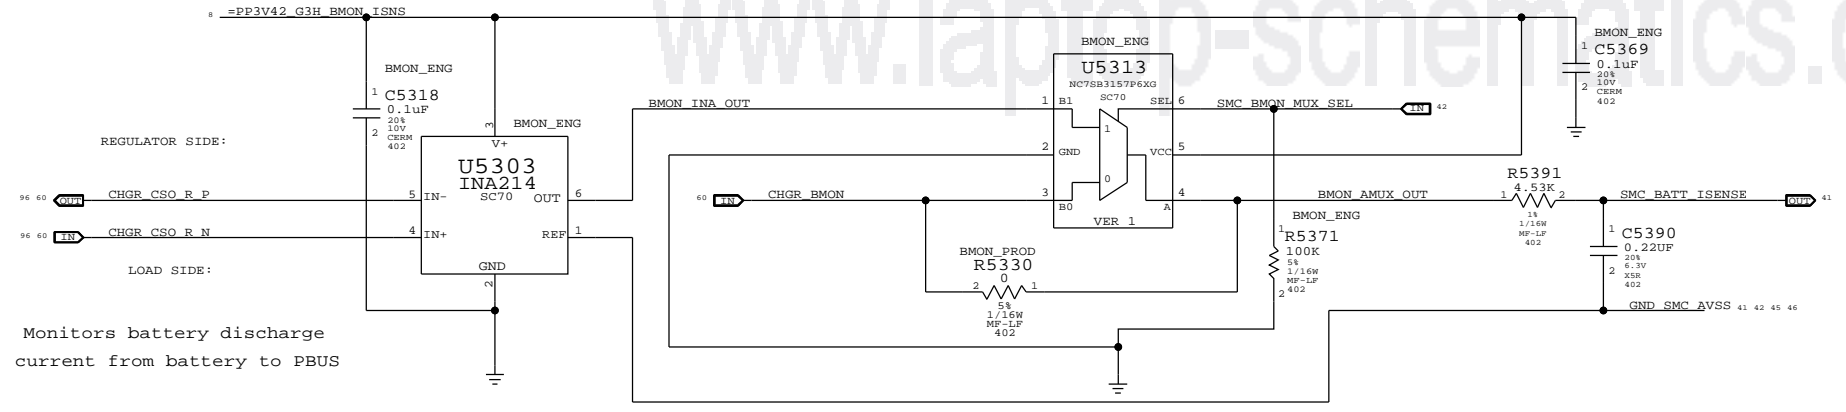 www.laptop-schematics.c
8
=PP3V42_G3H_BMON_ISNS
BMON_ENG
1
C5318
0.1uF
20%
10V
CERM
402
2
REGULATOR SIDE:
96 60
OUT
CHGR_CSO_R_P
96 60
IN
CHGR_CSO_R_N
LOAD SIDE:
Monitors battery discharge
current from battery to PBUS
BMON_ENG
3
V+
U5303
INA214
SC70
5
IN-
4
IN+
OUT
6
REF
1
GND
2
BMON_INA_OUT
BMON_ENG
U5313
NC7SB3157P6XG
SC70
1
B1
SEL
6
1
2
GND
VCC
5
0
3
B0
A
4
VER 1
60
IN
CHGR_BMON
BMON_PROD
R5330
0
2
1
5%
1/16W
MF-LF
402
SMC_BMON_MUX_SEL
IN
42
BMON_ENG
1
R5371
100K
5%
1/16W
MF-LF
402
2
BMON_AMUX_OUT
BMON_ENG
1
C5369
0.1uF
20%
10V
CERM
402
2
R5391
4.53K
1
2
1%
1/16W
MF-LF
402
SMC_BATT_ISENSE
OUT
41
1
C5390
0.22UF
20%
6.3V
X5R
402
2
GND_SMC_AVSS
41 42 45 46